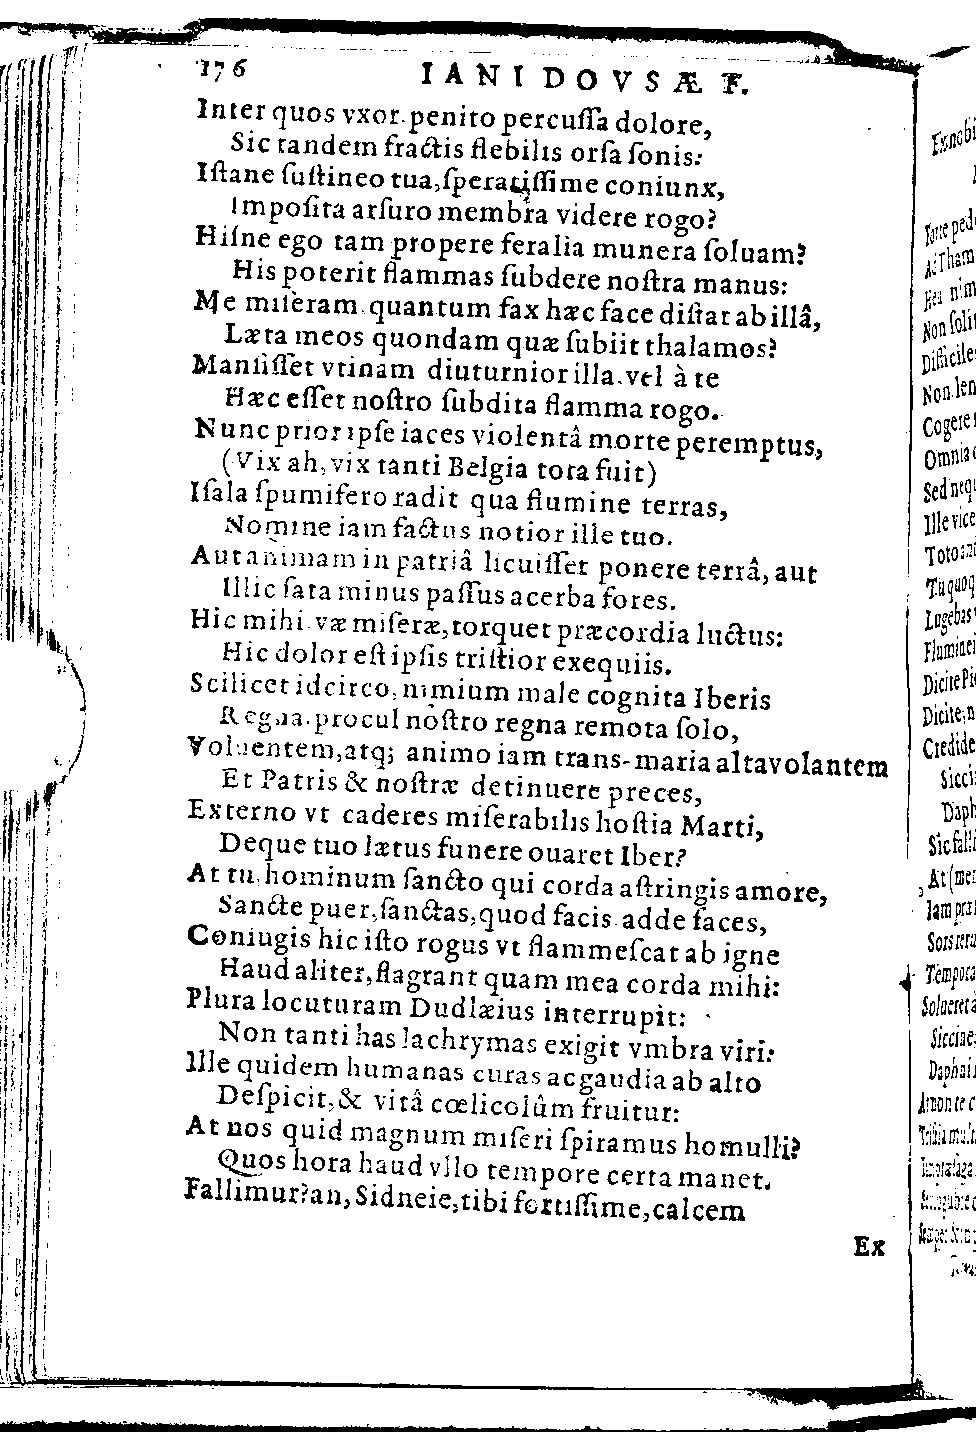 176 IANI DOVSÆ F.
Inter quos vxor penito percuſſa dolore,
Sic tandem fractis flebilis orſa ſonis:
Iſtane ſuſtineo tua, ſperatiſſime coniunx,
Impoſita arſuro membra videre rogo?
Hiſne ego tam propere feralia munera ſoluam?
His poterit flammas ſubdere noſtra manus:
Me miſeram quantum fax hæc face diſtat ab illâ,
Læta meos quondam quæ ſubiit thalamos?
Manſiſſet vtinam diuturnior illa. vel à te
Hæc eſſet noſtro ſubdita flamma rogo.
Nunc prior ipſe iaces violentâ morte peremptus,
(Vix ah, vix tanti Belgia tota fuit)
Iſala ſpumifero radit qua flumine terras,
Nomine iam factus notior ille tuo.
Aut animam in patriâ licuiſſet ponere terrâ, aut
Illic fata minus paſſus acerba fores.
Hic mihi væ miſeræ, torquet præcordia luctus:
Hic dolor eſt ipſis triſtior exequiis.
Scilicet idcirco, nimium male cognita Iberis
Regna. procul noſtro regna remota ſolo,
Voluentem, atq; animo iam trans-maria altavolantem
Et Patris & noſtræ detinuere preces,
Externo vt caderes miſerabilis hoſtia Marti,
Deque tuo lætus funere ouaret Iber?
At tu, hominum ſancto qui corda aſtringis amore,
Sancte puer, ſanctas, quod facis adde faces,
Coniugis hic iſto rogus vt flammeſcat ab igne
Haud aliter, flagrant quam mea corda mihi:
Plura locuturam Dudlæius interrupit:
Non tanti has lachrymas exigit vmbra viri:
Ille quidem humanas curas ac gaudia ab alto
Deſpicit, & vitâ cœlicolûm fruitur:
At nos quid magnum miſeri ſpiramus homulli?
Quos hora haud vllo tempore certa manet.
Fallimur? an, Sidneie, tibi fortiſſime, calcem
Ex